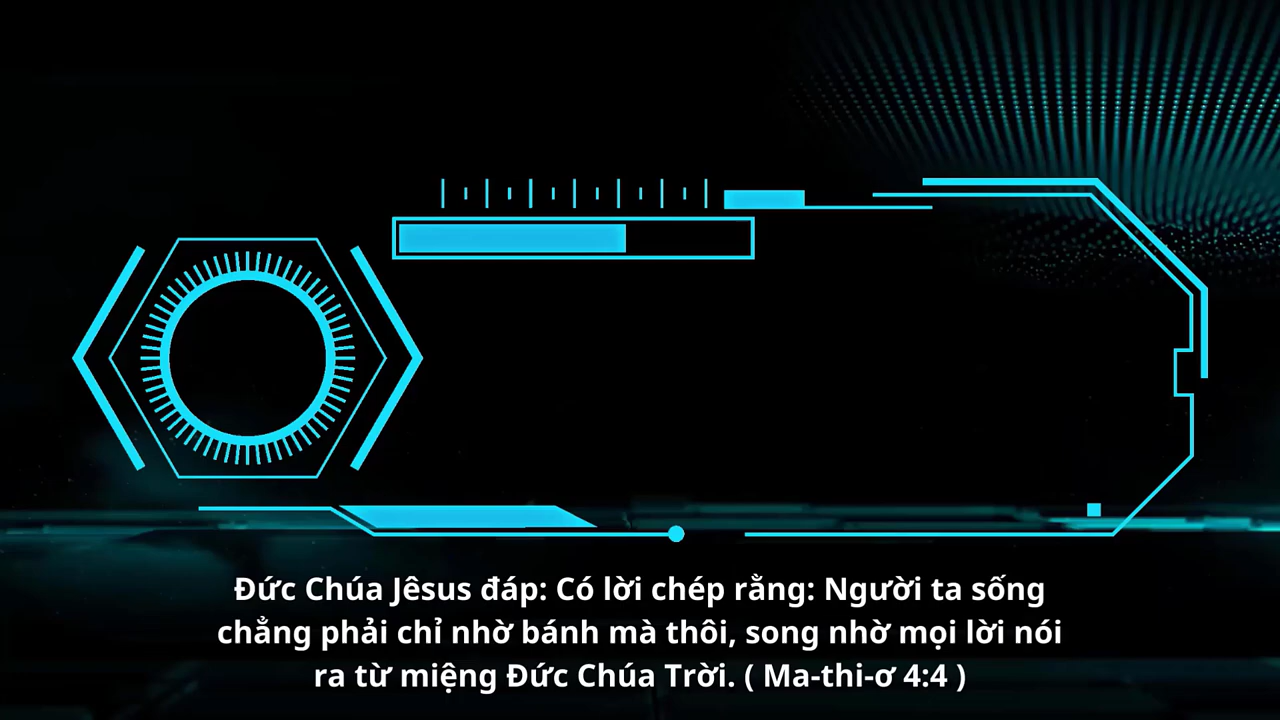 Đức Chúa Jêsus đáp: Có lời chép rằng: Người ta sống
chẳng phải chỉ nhờ bánh mà thôi, song nhờ mọi lời nói
ra từ miệng Đức Chúa Trời. ( Ma-thi-ơ 4:4 )